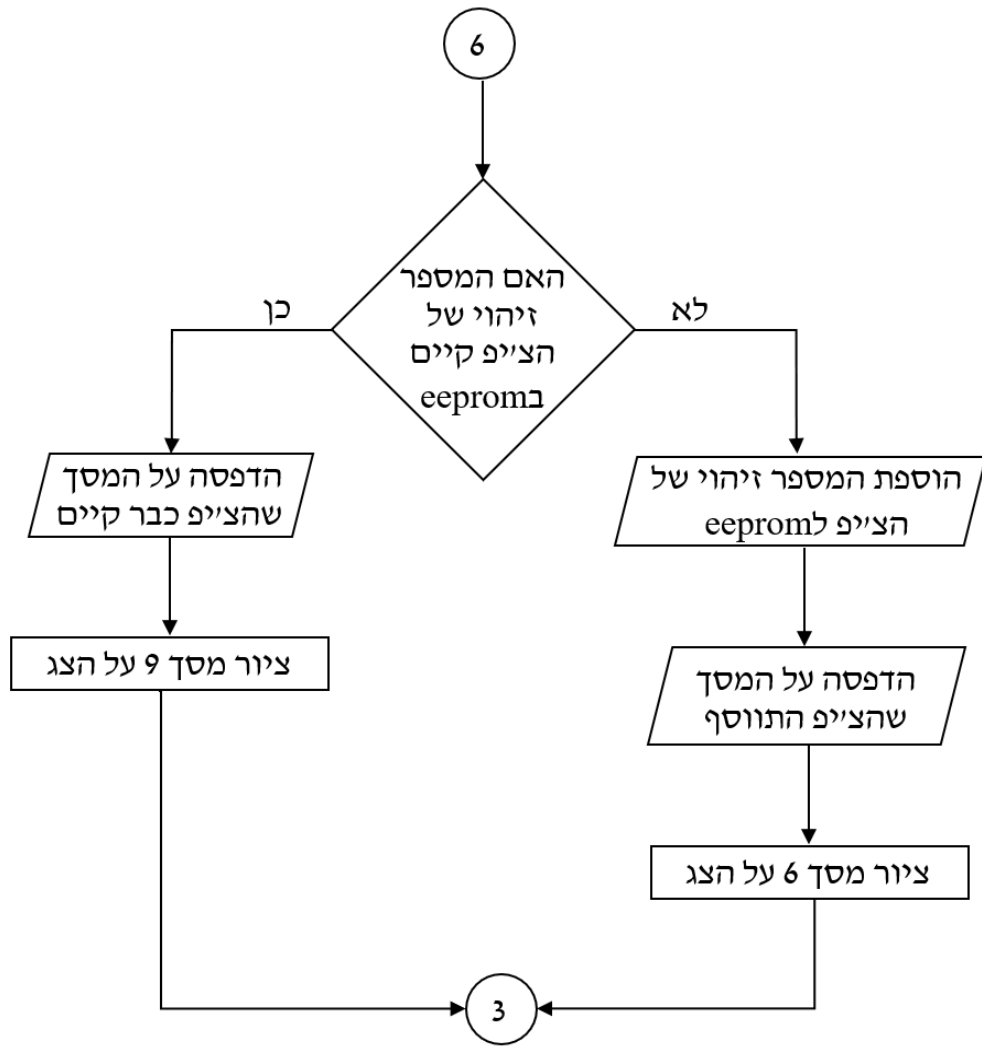 6
האם המספר
זיהוי של
הצ'יפ קיים
בeeprom
לא
כן
הוספת המספר זיהוי של
הצ'יפ לeeprom
הדפסה על המסך
שהצ'יפ התווסף
ציור מסך 6 על הצג
הדפסה על המסך
שהצ'יפ כבר קיים
ציור מסך 9 על הצג
3